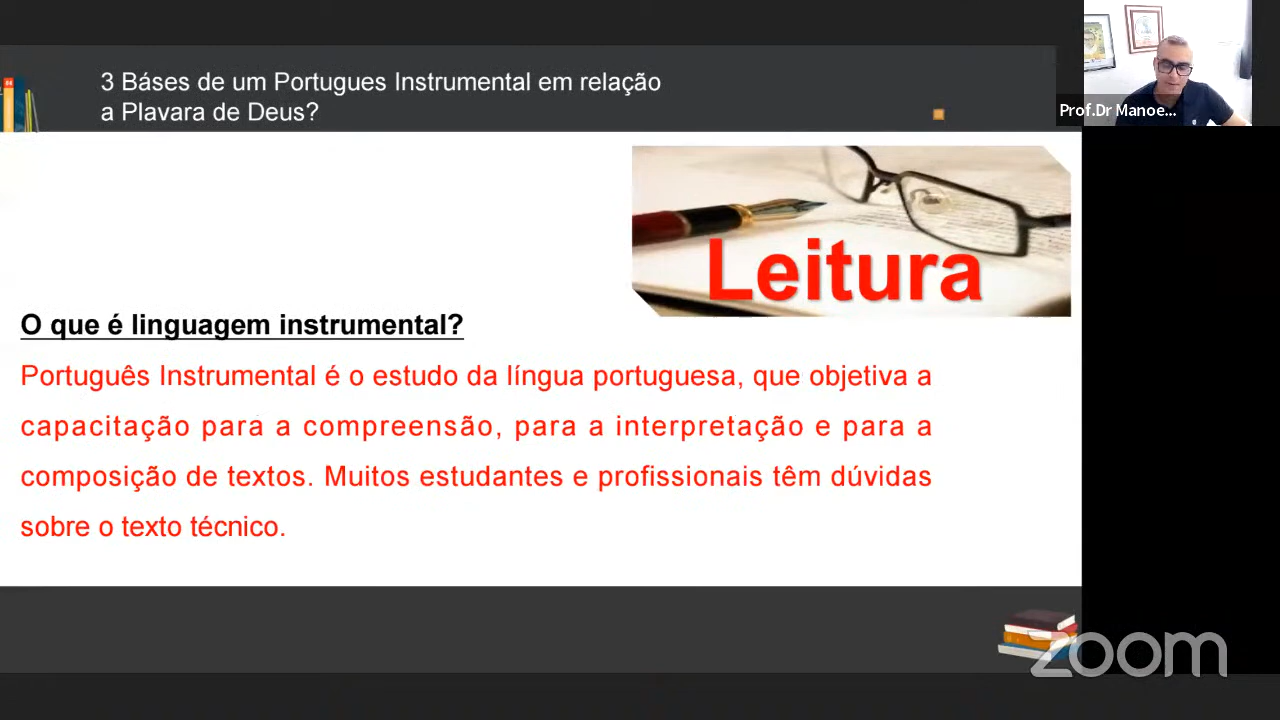 3 Báses de um Portugues Instrumental em relação
a Plavara de Deus?
Prof.Dr Manoe...
Leitura
O que é linguagem instrumental?
Português Instrumental é o estudo da língua portuguesa, que objetiva a
capacitação para a compreensão, para a interpretação e para a
composição de textos. Muitos estudantes e profissionais têm dúvidas
sobre o texto técnico.
zoom